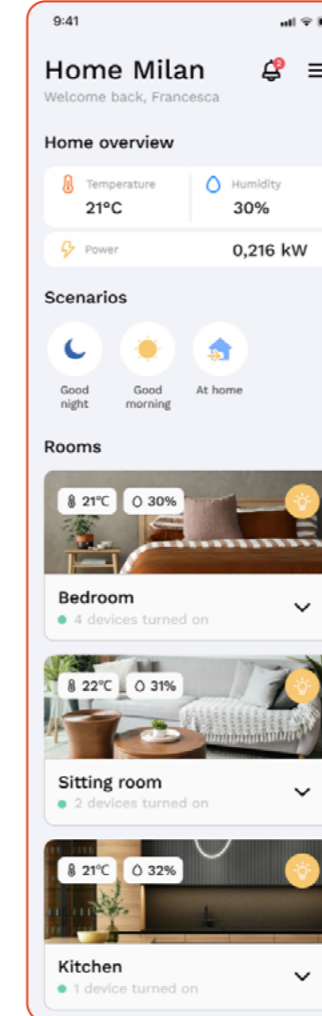 9:41
Home Milan
2
Welcome back, Francesca
Home overview
Temperature
21°C
Humidity
30%
Power
0,216 kW
Scenarios
Good
night
Good
morning
At home
Rooms
21°C
30%
Bedroom
4 devices turned on
22°C
31%
Sitting room
2 devices turned on
21°C
32%
Kitchen
1 device turned on